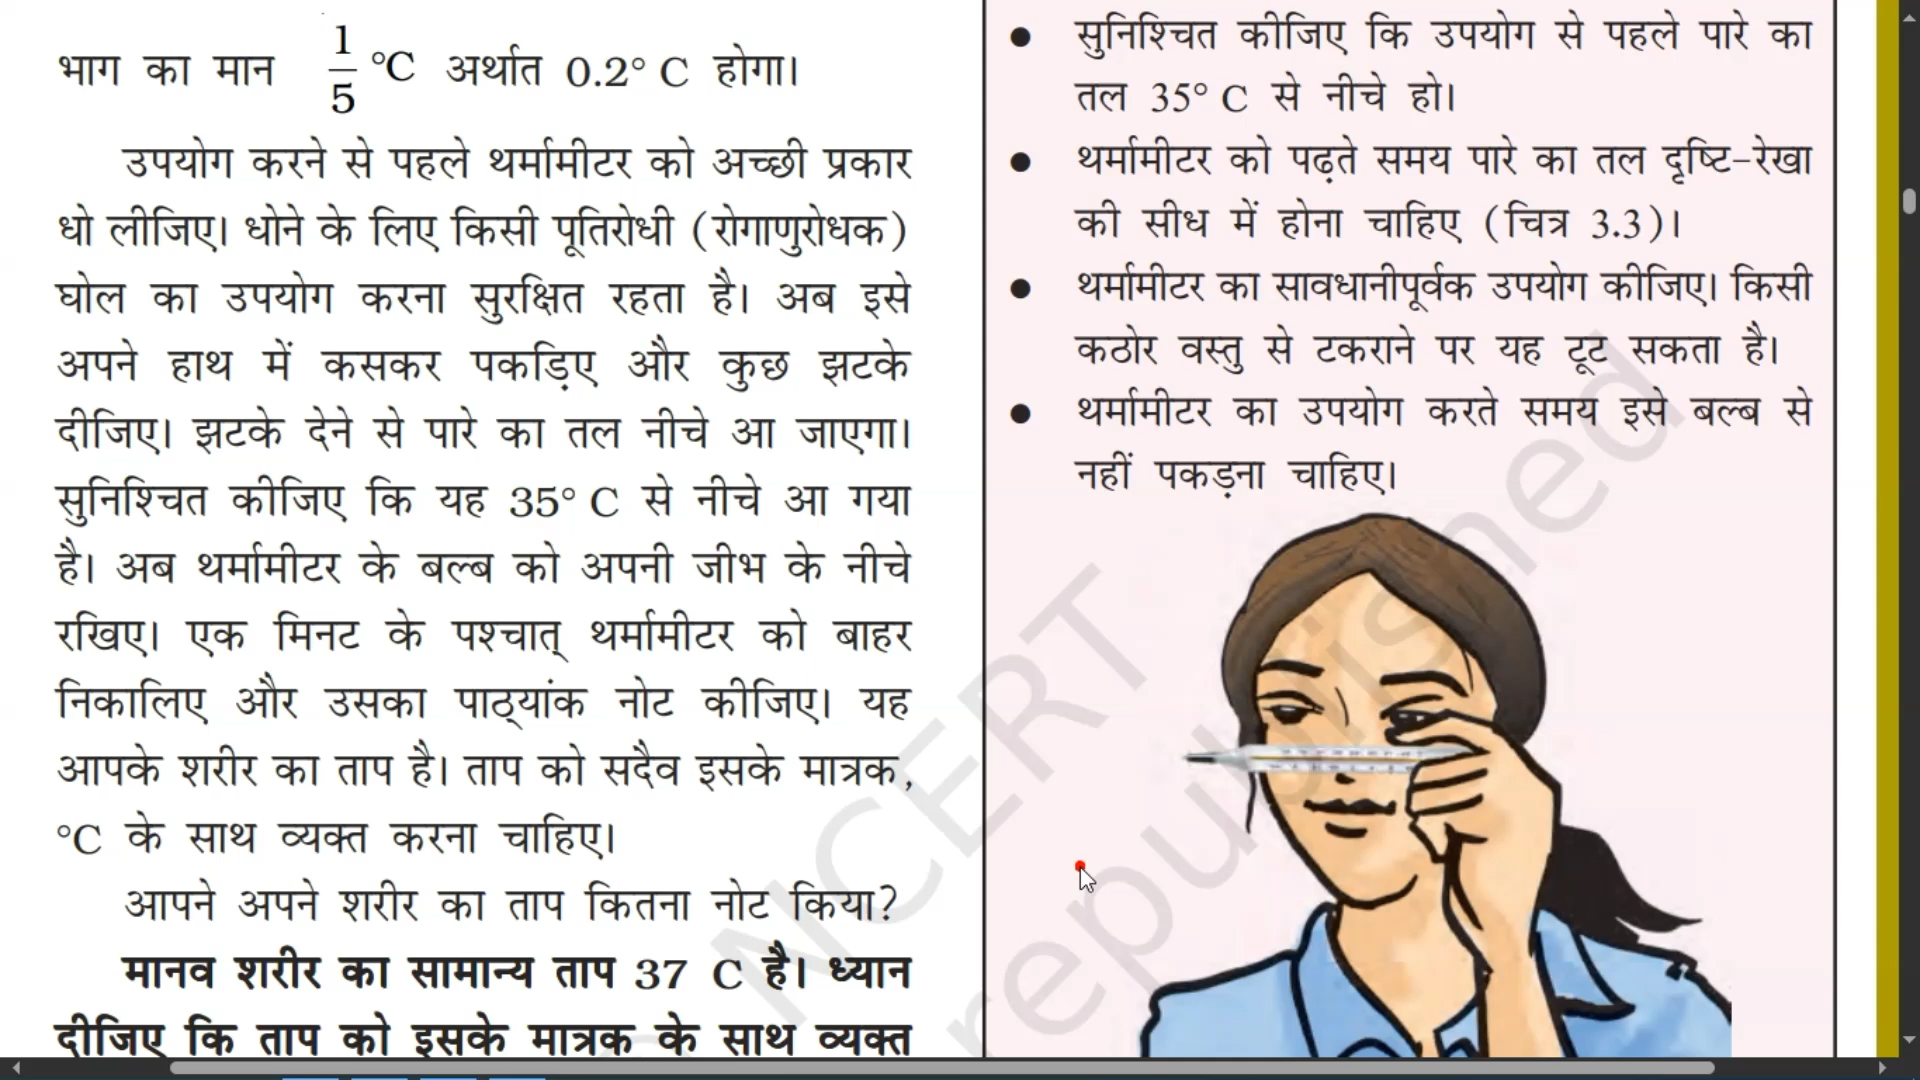 भाग का मान 1/5 °C अर्थात 0.2° C होगा।
उपयोग करने से पहले थर्मामीटर को अच्छी प्रकार
धो लीजिए। धोने के लिए किसी पूतिरोधी (रोगाणुरोधक)
घोल का उपयोग करना सुरक्षित रहता है। अब इसे
अपने हाथ में कसकर पकड़िए और कुछ झटके
दीजिए। झटके देने से पारे का तल नीचे आ जाएगा।
सुनिश्चित कीजिए कि यह 35° C से नीचे आ गया
है। अब थर्मामीटर के बल्ब को अपनी जीभ के नीचे
रखिए। एक मिनट के पश्चात् थर्मामीटर को बाहर
निकालिए और उसका पाठ्यांक नोट कीजिए। यह
आपके शरीर का ताप है। ताप को सदैव इसके मात्रक,
°C के साथ व्यक्त करना चाहिए।
आपने अपने शरीर का ताप कितना नोट किया?
मानव शरीर का सामान्य ताप 37 C है। ध्यान
दीजिए कि ताप को इसके मात्रक के साथ व्यक्त
● सुनिश्चित कीजिए कि उपयोग से पहले पारे का
तल 35° C से नीचे हो।
● थर्मामीटर को पढ़ते समय पारे का तल दृष्टि-रेखा
की सीध में होना चाहिए (चित्र 3.3)।
● थर्मामीटर का सावधानीपूर्वक उपयोग कीजिए। किसी
कठोर वस्तु से टकराने पर यह टूट सकता है।
● थर्मामीटर का उपयोग करते समय इसे बल्ब से
नहीं पकड़ना चाहिए।
NCERT
republished